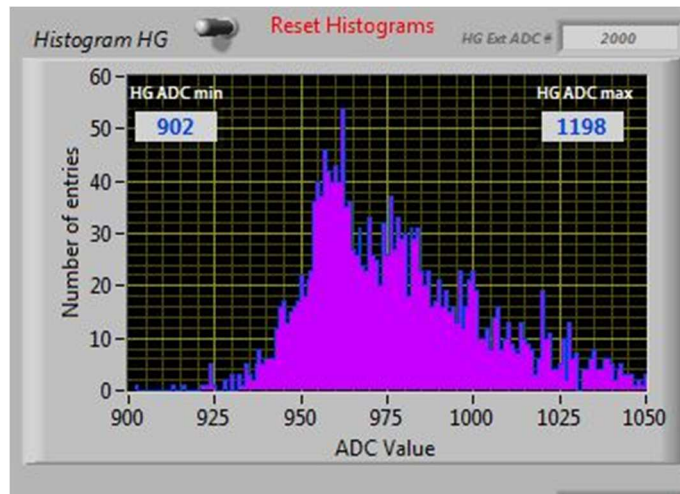 Histogram HG
Reset Histograms
HG Ext ADC #
2000
HG ADC min
902
HG ADC max
1198
Number of entries
60
50
40
30
20
10
0
900 925 950 975 1000 1025 1050
ADC Value